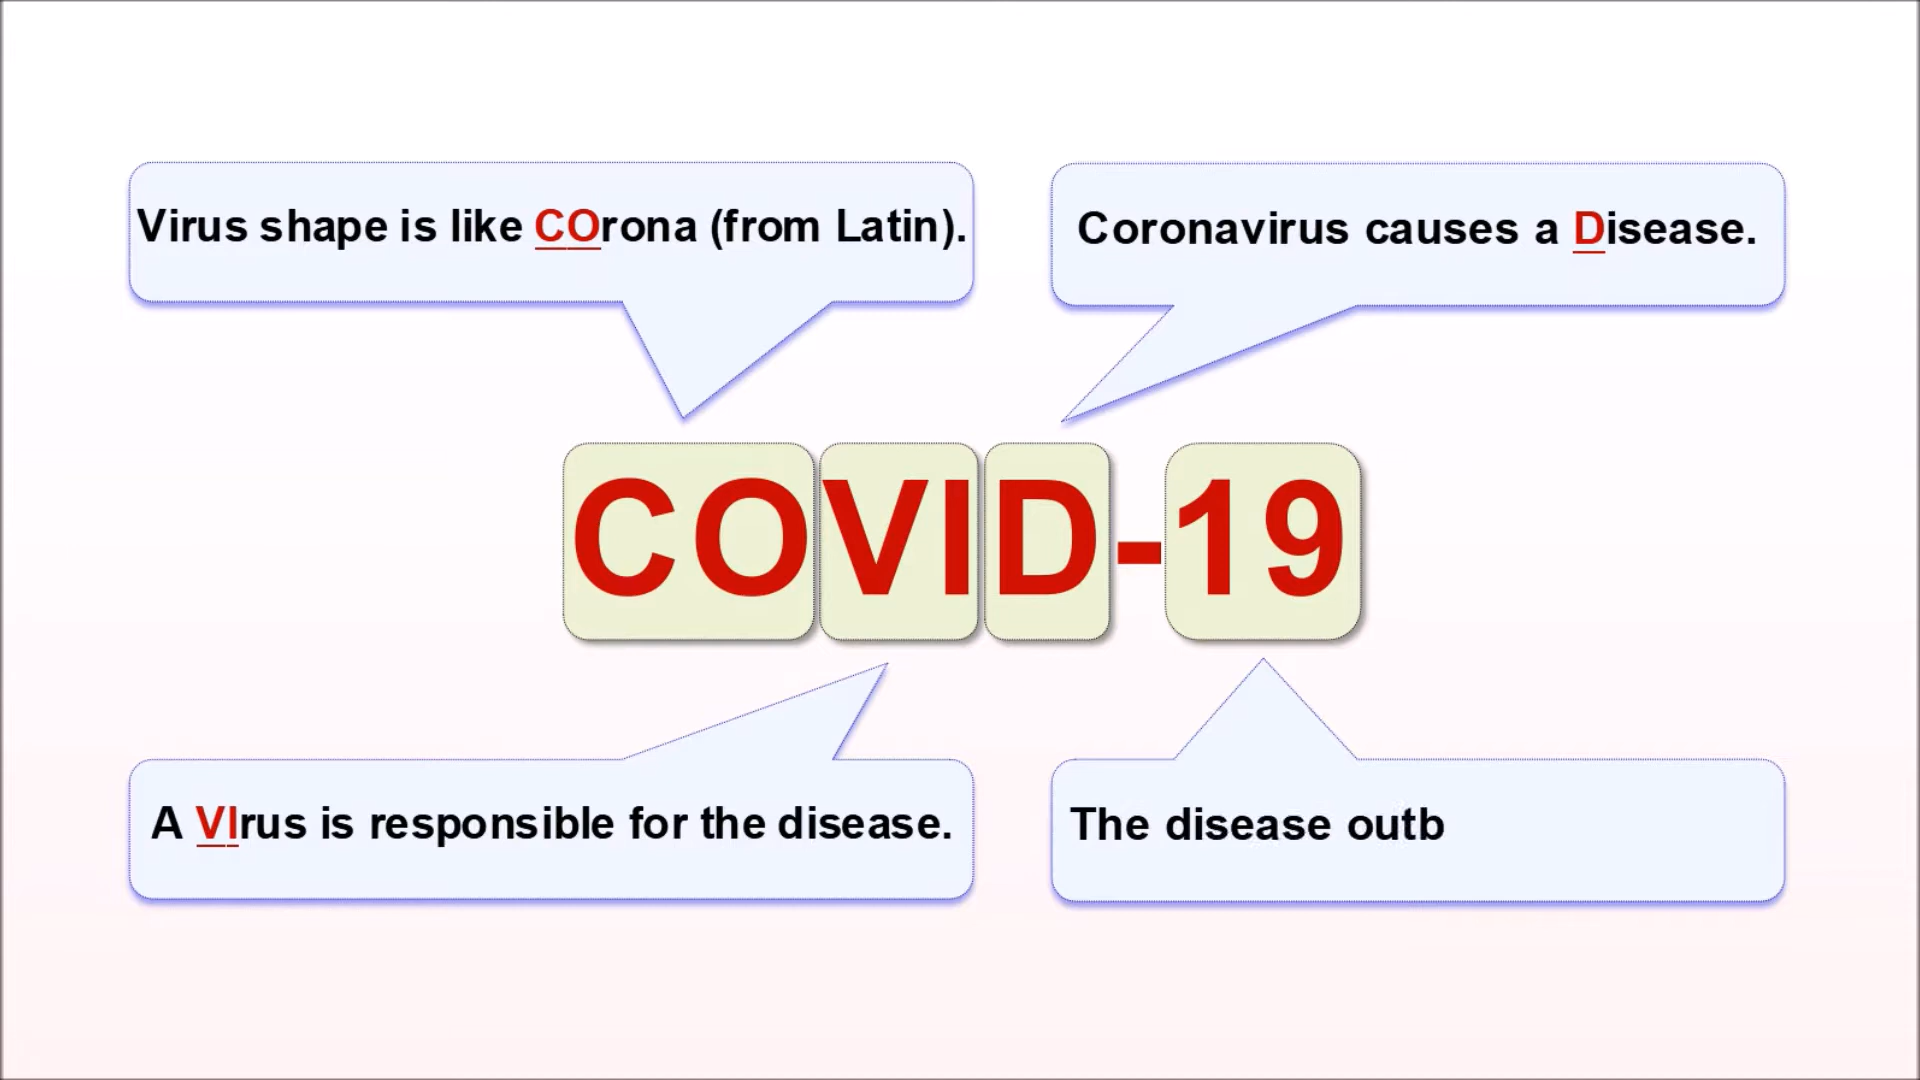 Virus shape is like COrona (from Latin).
Coronavirus causes a Disease.
COVID-19
A VIrus is responsible for the disease.
The disease outb